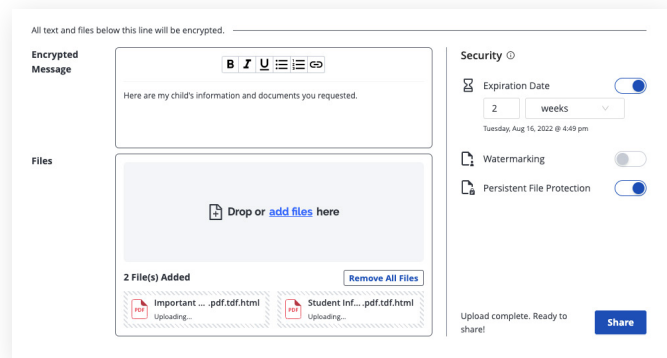 All text and files below this line will be encrypted.
Encrypted
Message
B I U
Here are my child's information and documents you requested.
Files
Drop or add files here
2 File(s) Added
Remove All Files
PDF
Important ... .pdf.tdf.html
Uploading...
PDF
Student Inf... .pdf.tdf.html
Uploading...
Security
Expiration Date
2 weeks
Tuesday, Aug 16, 2022 @ 4:49 pm
Watermarking
Persistent File Protection
Upload complete. Ready to
share!
Share